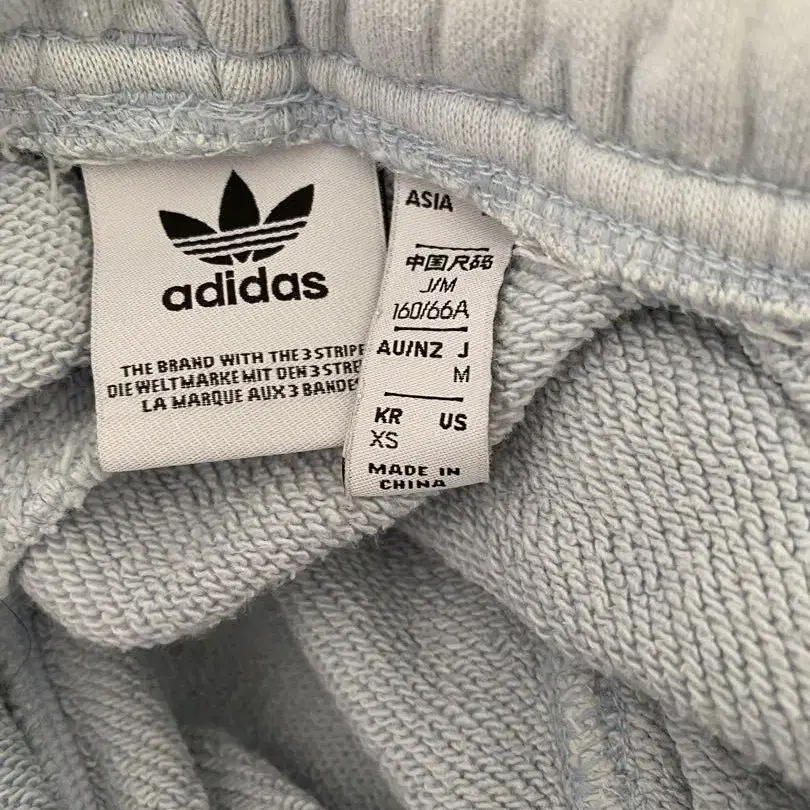 adidas
THE BRAND WITH THE 3 STRIPE
DIE WELTMARKE MIT DEN 3 STRE
LA MARQUE AUX 3 BANDE
ASIA
中国尺码
J/M
160/66A
AU/NZ J
M
KR US
XS
MADE IN
CHINA